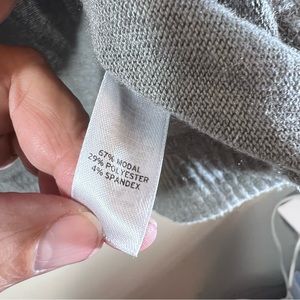 67% MODAL
29% POLYESTER
4% SPANDEX